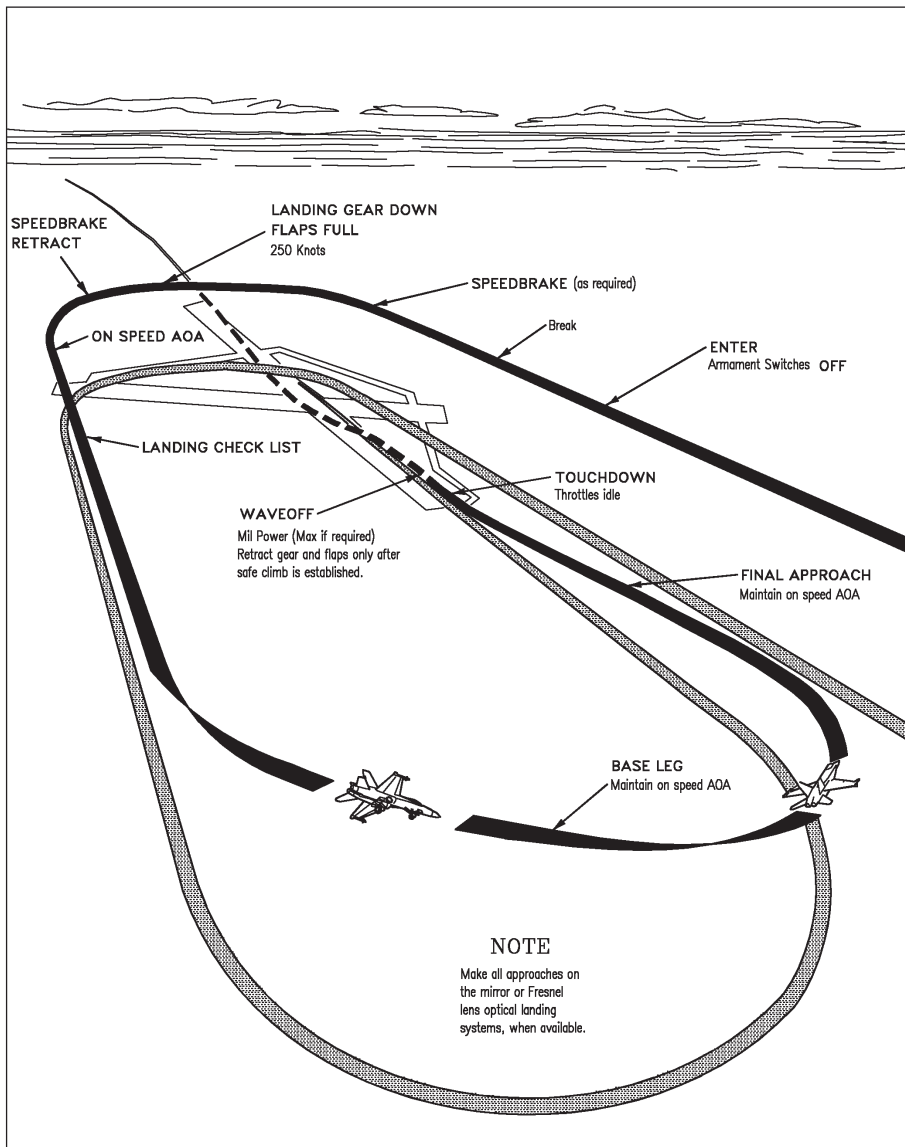 LANDING GEAR DOWN
FLAPS FULL
250 Knots
SPEEDBRAKE
RETRACT
SPEEDBRAKE (as required)
Break
ENTER
Armament Switches OFF
ON SPEED AOA
LANDING CHECK LIST
TOUCHDOWN
Throttles idle
WAVEOFF
Mil Power (Max if required)
Retract gear and flaps only after
safe climb is established.
FINAL APPROACH
Maintain on speed AOA
BASE LEG
Maintain on speed AOA
NOTE
Make all approaches on
the mirror or Fresnel
lens optical landing
systems, when available.